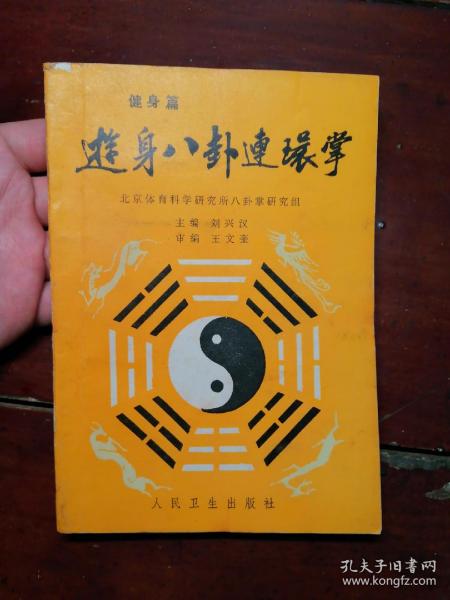 健身篇
遊身八卦連環掌
北京体育科学研究所八卦掌研究组
主编 刘兴汉
审编 王文奎
人民卫生出版社
孔夫子旧书网
www.kongfz.com